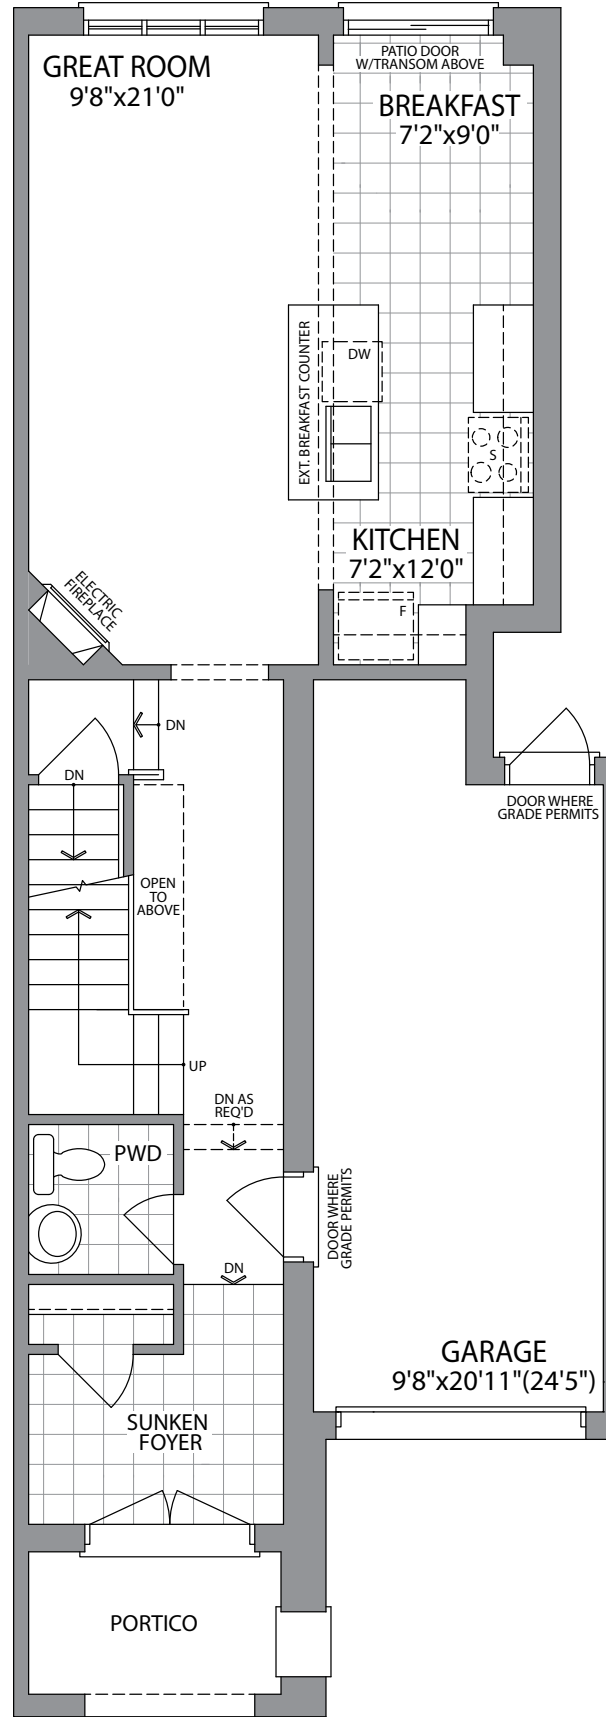 PATIO DOOR
W/TRANSOM ABOVE
GREAT ROOM
9'8"x21'0"
BREAKFAST
7'2"x9'0"
EXT. BREAKFAST COUNTER
DW
S
KITCHEN
7'2"x12'0"
F
ELECTRIC
FIREPLACE
DN
DN
DOOR WHERE
GRADE PERMITS
OPEN
TO
ABOVE
UP
DN AS
REQ'D
PWD
DOOR WHERE
GRADE PERMITS
DN
GARAGE
9'8"x20'11"(24'5")
SUNKEN
FOYER
PORTICO